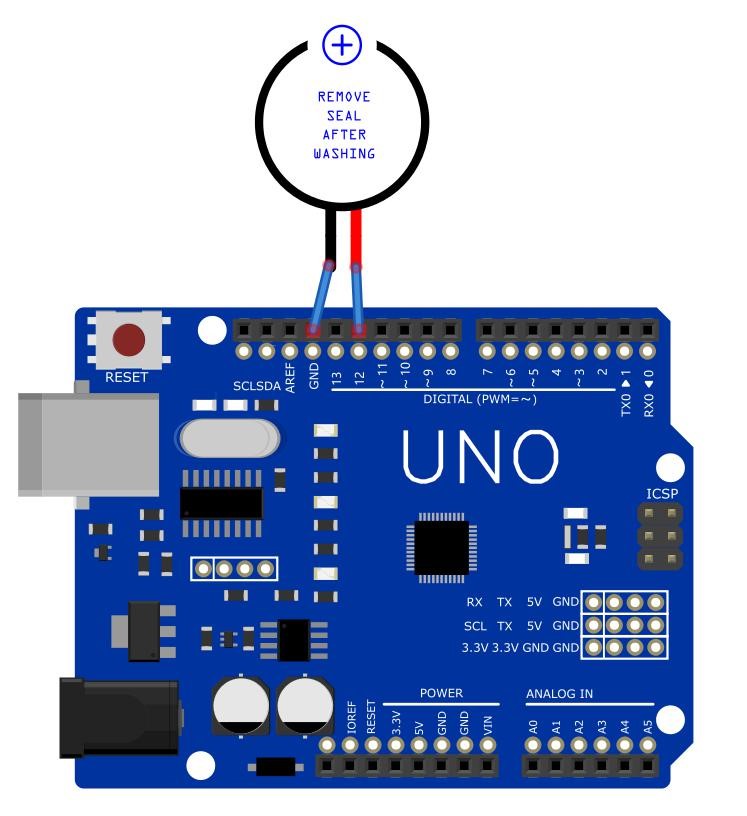 REMOVE
SEAL
AFTER
WASHING
RESET
SCLSDA
AREF
GND
13
12
~11
~10
~9
8
7
~6
~5
4
~3
2
TX0 ▶ 1
RX0 ◀ 0
DIGITAL (PWM=~)
UNO
ICSP
RX TX 5V GND
SCL TX 5V GND
3.3V 3.3V GND GND
POWER
ANALOG IN
IOREF
RESET
3.3V
5V
GND
GND
VIN
A0
A1
A2
A3
A4
A5